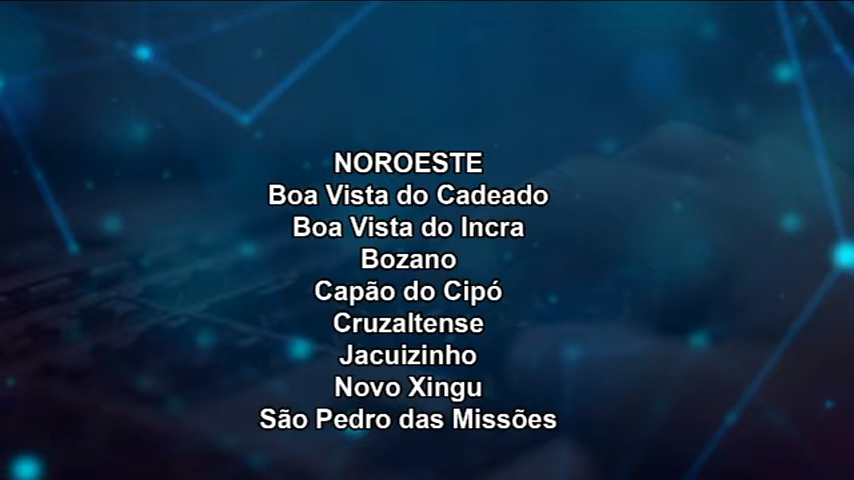 NOROESTE
Boa Vista do Cadeado
Boa Vista do Incra
Bozano
Capão do Cipó
Cruzaltense
Jacuizinho
Novo Xingu
São Pedro das Missões